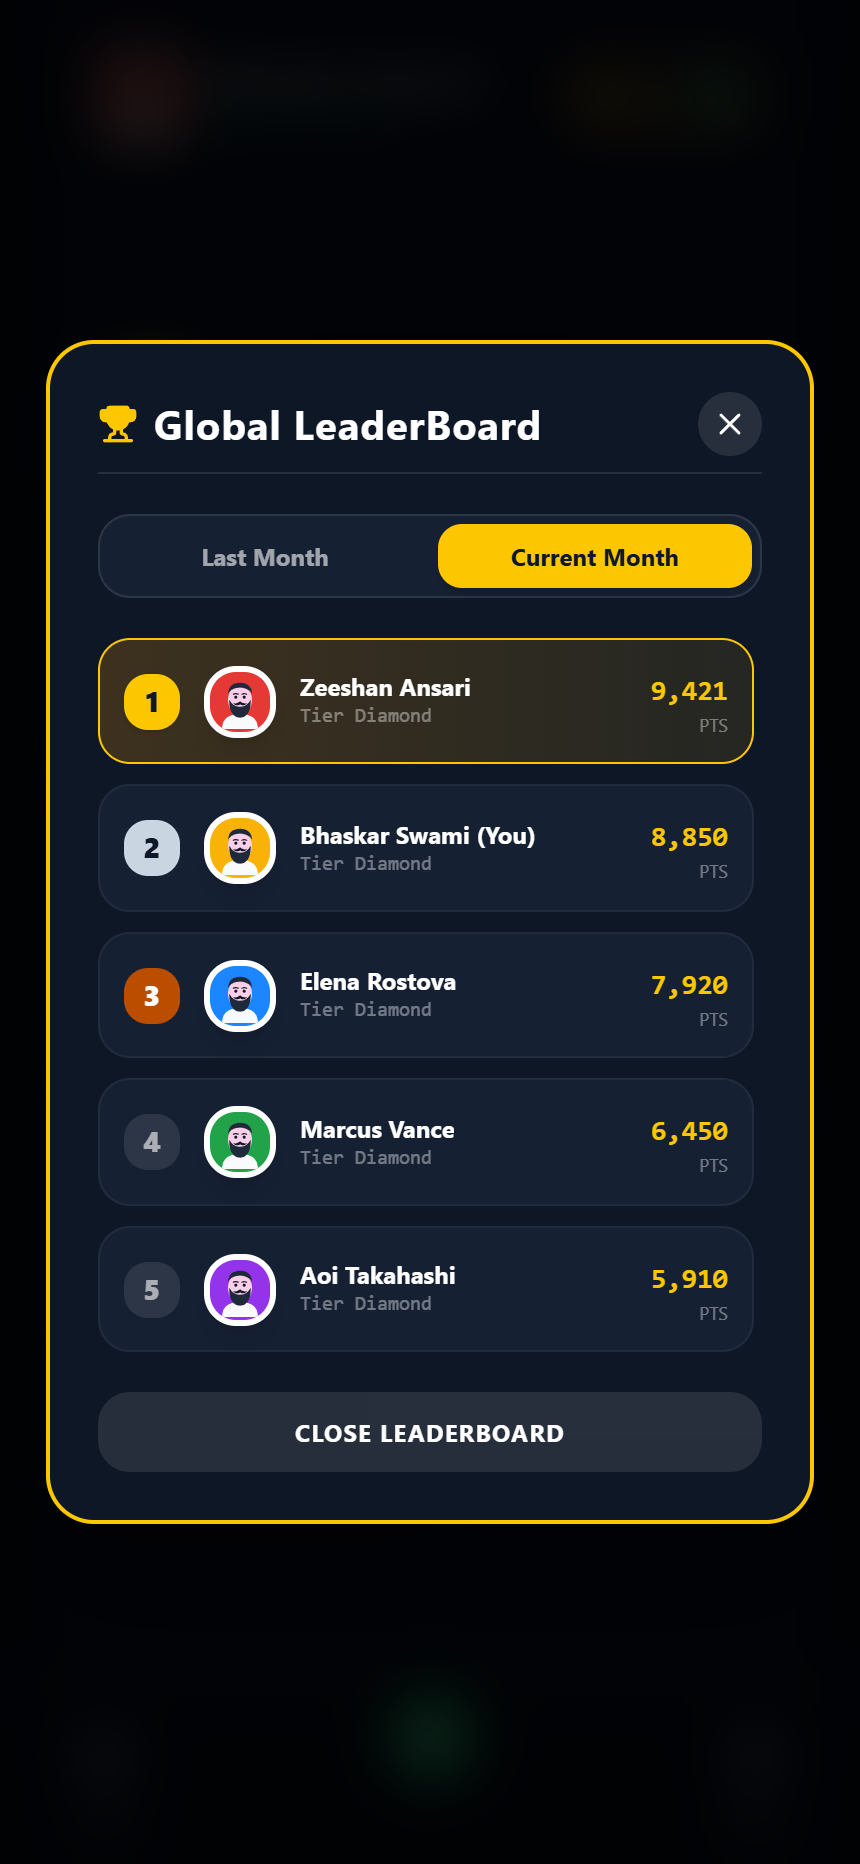 Global LeaderBoard
Last Month
Current Month
1
Zeeshan Ansari
Tier Diamond
9,421
PTS
2
Bhaskar Swami (You)
Tier Diamond
8,850
PTS
3
Elena Rostova
Tier Diamond
7,920
PTS
4
Marcus Vance
Tier Diamond
6,450
PTS
5
Aoi Takahashi
Tier Diamond
5,910
PTS
CLOSE LEADERBOARD